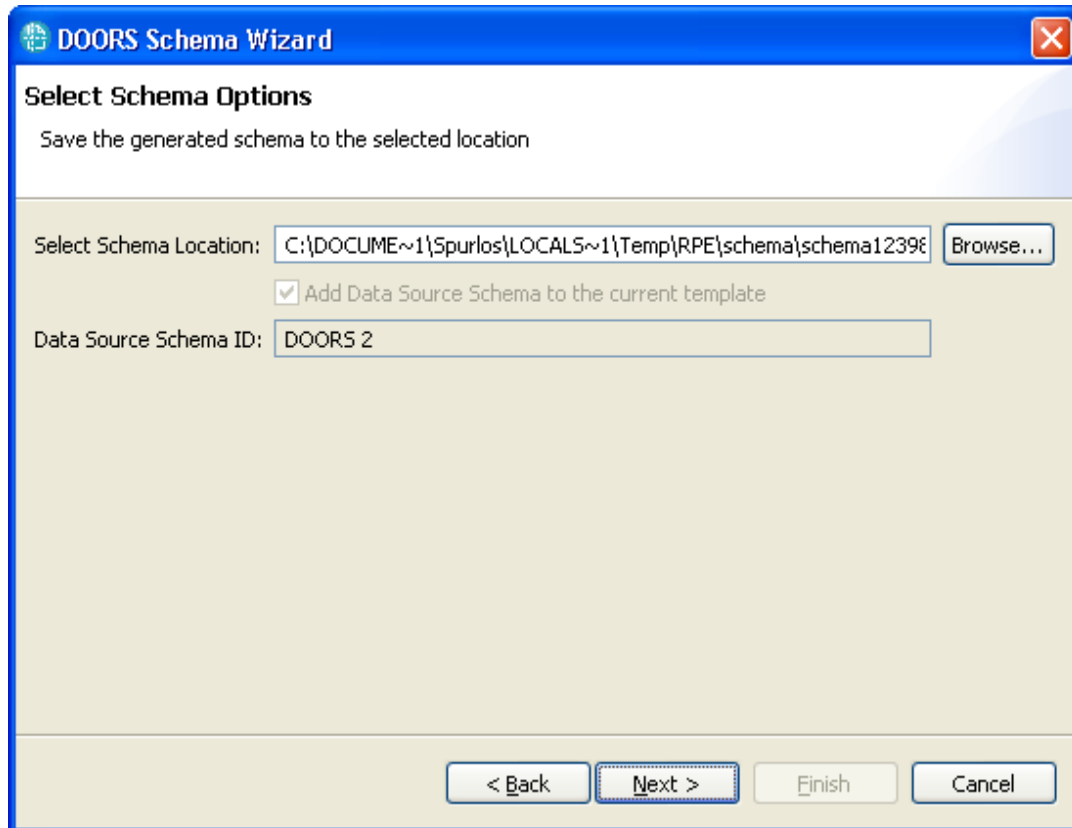 DOORS Schema Wizard
Select Schema Options
Save the generated schema to the selected location
Select Schema Location: C:\DOCUME~1\Spurlos\LOCALS~1\Temp\RPE\schema\schema12398 Browse...
Add Data Source Schema to the current template
Data Source Schema ID: DOORS 2
< Back Next > Finish Cancel